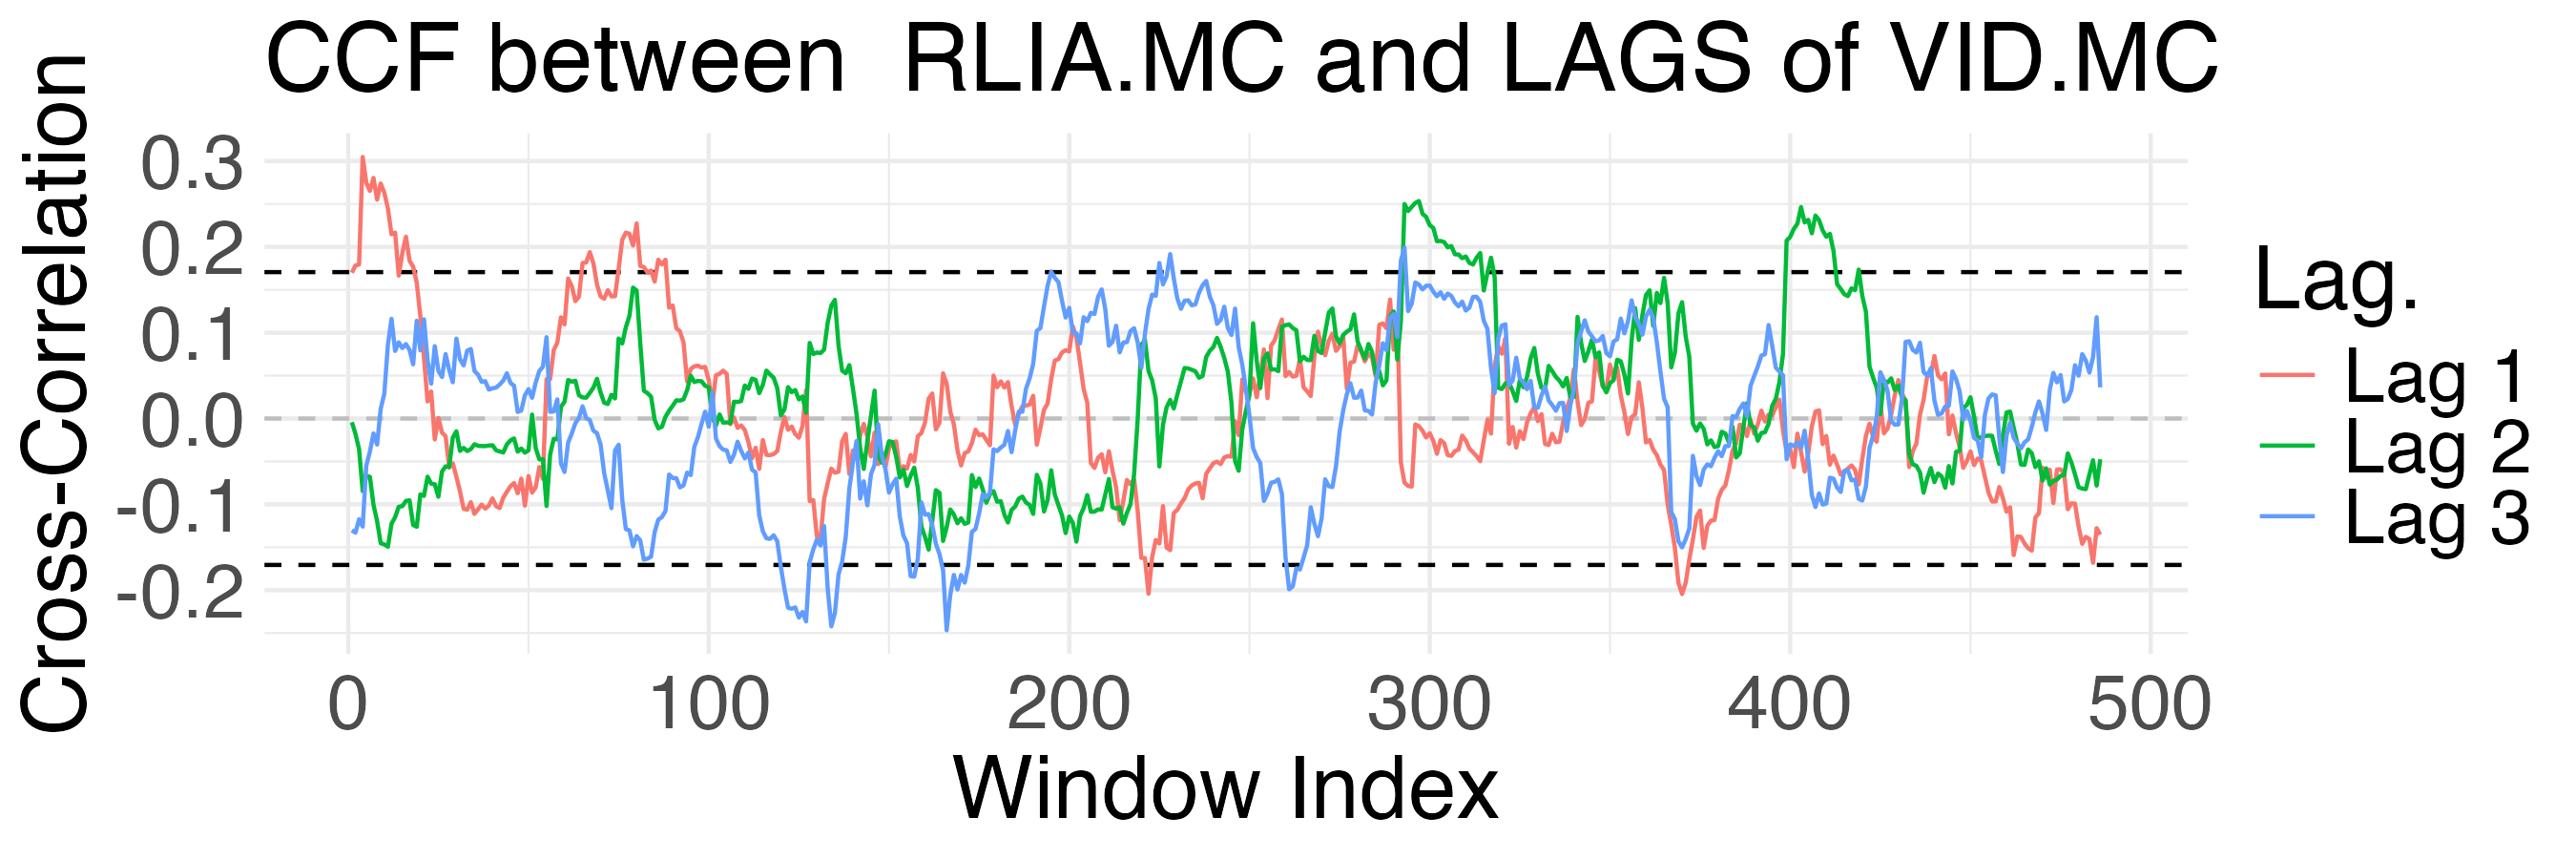 CCF between  RLIA.MC and LAGS of VID.MC
Cross-Correlation
0.3
0.2
0.1
0.0
-0.1
-0.2
0 100 200 300 400 500
Window Index
Lag.
Lag 1
Lag 2
Lag 3